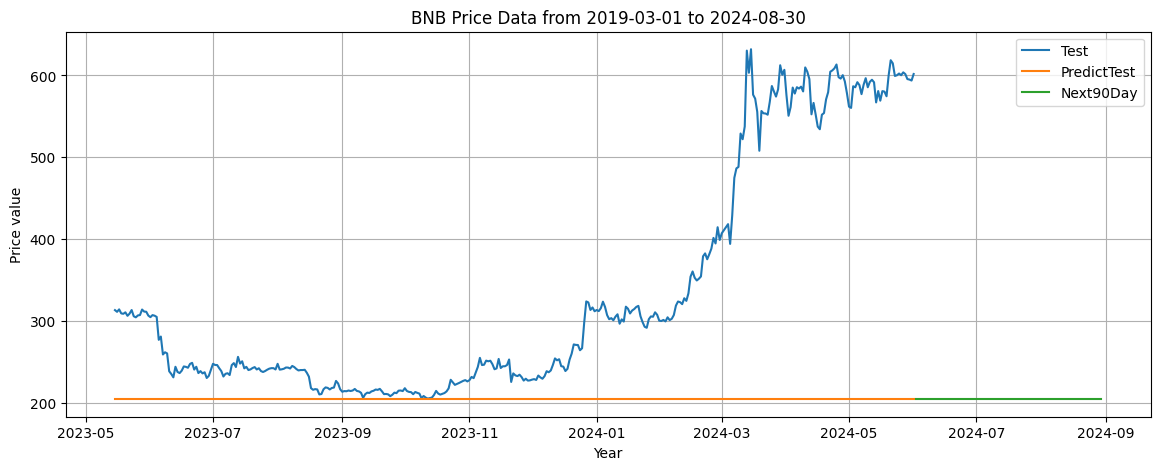 BNB Price Data from 2019-03-01 to 2024-08-30
Test
PredictTest
Next90Day
600
500
400
300
200
Price value
2023-05
2023-07
2023-09
2023-11
2024-01
2024-03
2024-05
2024-07
2024-09
Year